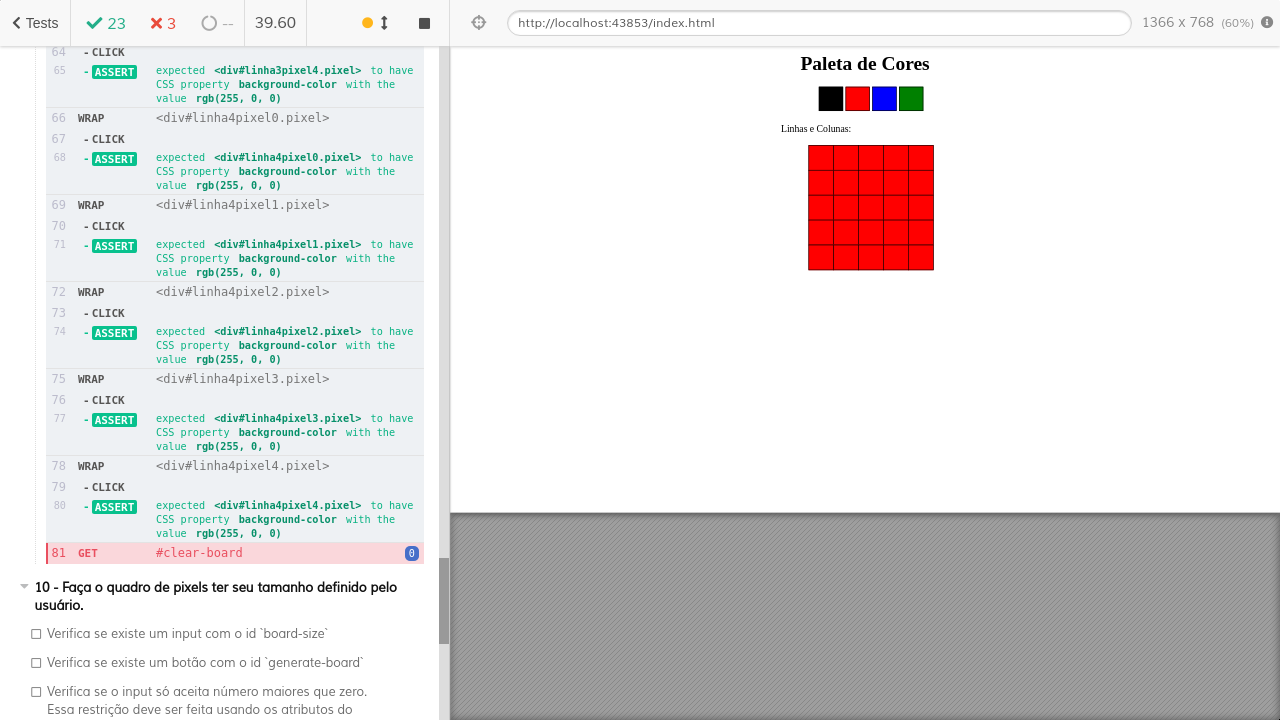 Tests
23
3
--
39.60
http://localhost:43853/index.html
1366 x 768 (60%)
64 - CLICK
65 - ASSERT expected <div#linha3pixel4.pixel> to have
CSS property background-color with the
value rgb(255, 0, 0)
66 WRAP <div#linha4pixel0.pixel>
67 - CLICK
68 - ASSERT expected <div#linha4pixel0.pixel> to have
CSS property background-color with the
value rgb(255, 0, 0)
69 WRAP <div#linha4pixel1.pixel>
70 - CLICK
71 - ASSERT expected <div#linha4pixel1.pixel> to have
CSS property background-color with the
value rgb(255, 0, 0)
72 WRAP <div#linha4pixel2.pixel>
73 - CLICK
74 - ASSERT expected <div#linha4pixel2.pixel> to have
CSS property background-color with the
value rgb(255, 0, 0)
75 WRAP <div#linha4pixel3.pixel>
76 - CLICK
77 - ASSERT expected <div#linha4pixel3.pixel> to have
CSS property background-color with the
value rgb(255, 0, 0)
78 WRAP <div#linha4pixel4.pixel>
79 - CLICK
80 - ASSERT expected <div#linha4pixel4.pixel> to have
CSS property background-color with the
value rgb(255, 0, 0)
81 GET #clear-board 0
10 - Faça o quadro de pixels ter seu tamanho definido pelo
usuário.
Verifica se existe um input com o id `board-size`
Verifica se existe um botão com o id `generate-board`
Verifica se o input só aceita número maiores que zero.
Essa restrição deve ser feita usando os atributos do
Paleta de Cores
Linhas e Colunas: